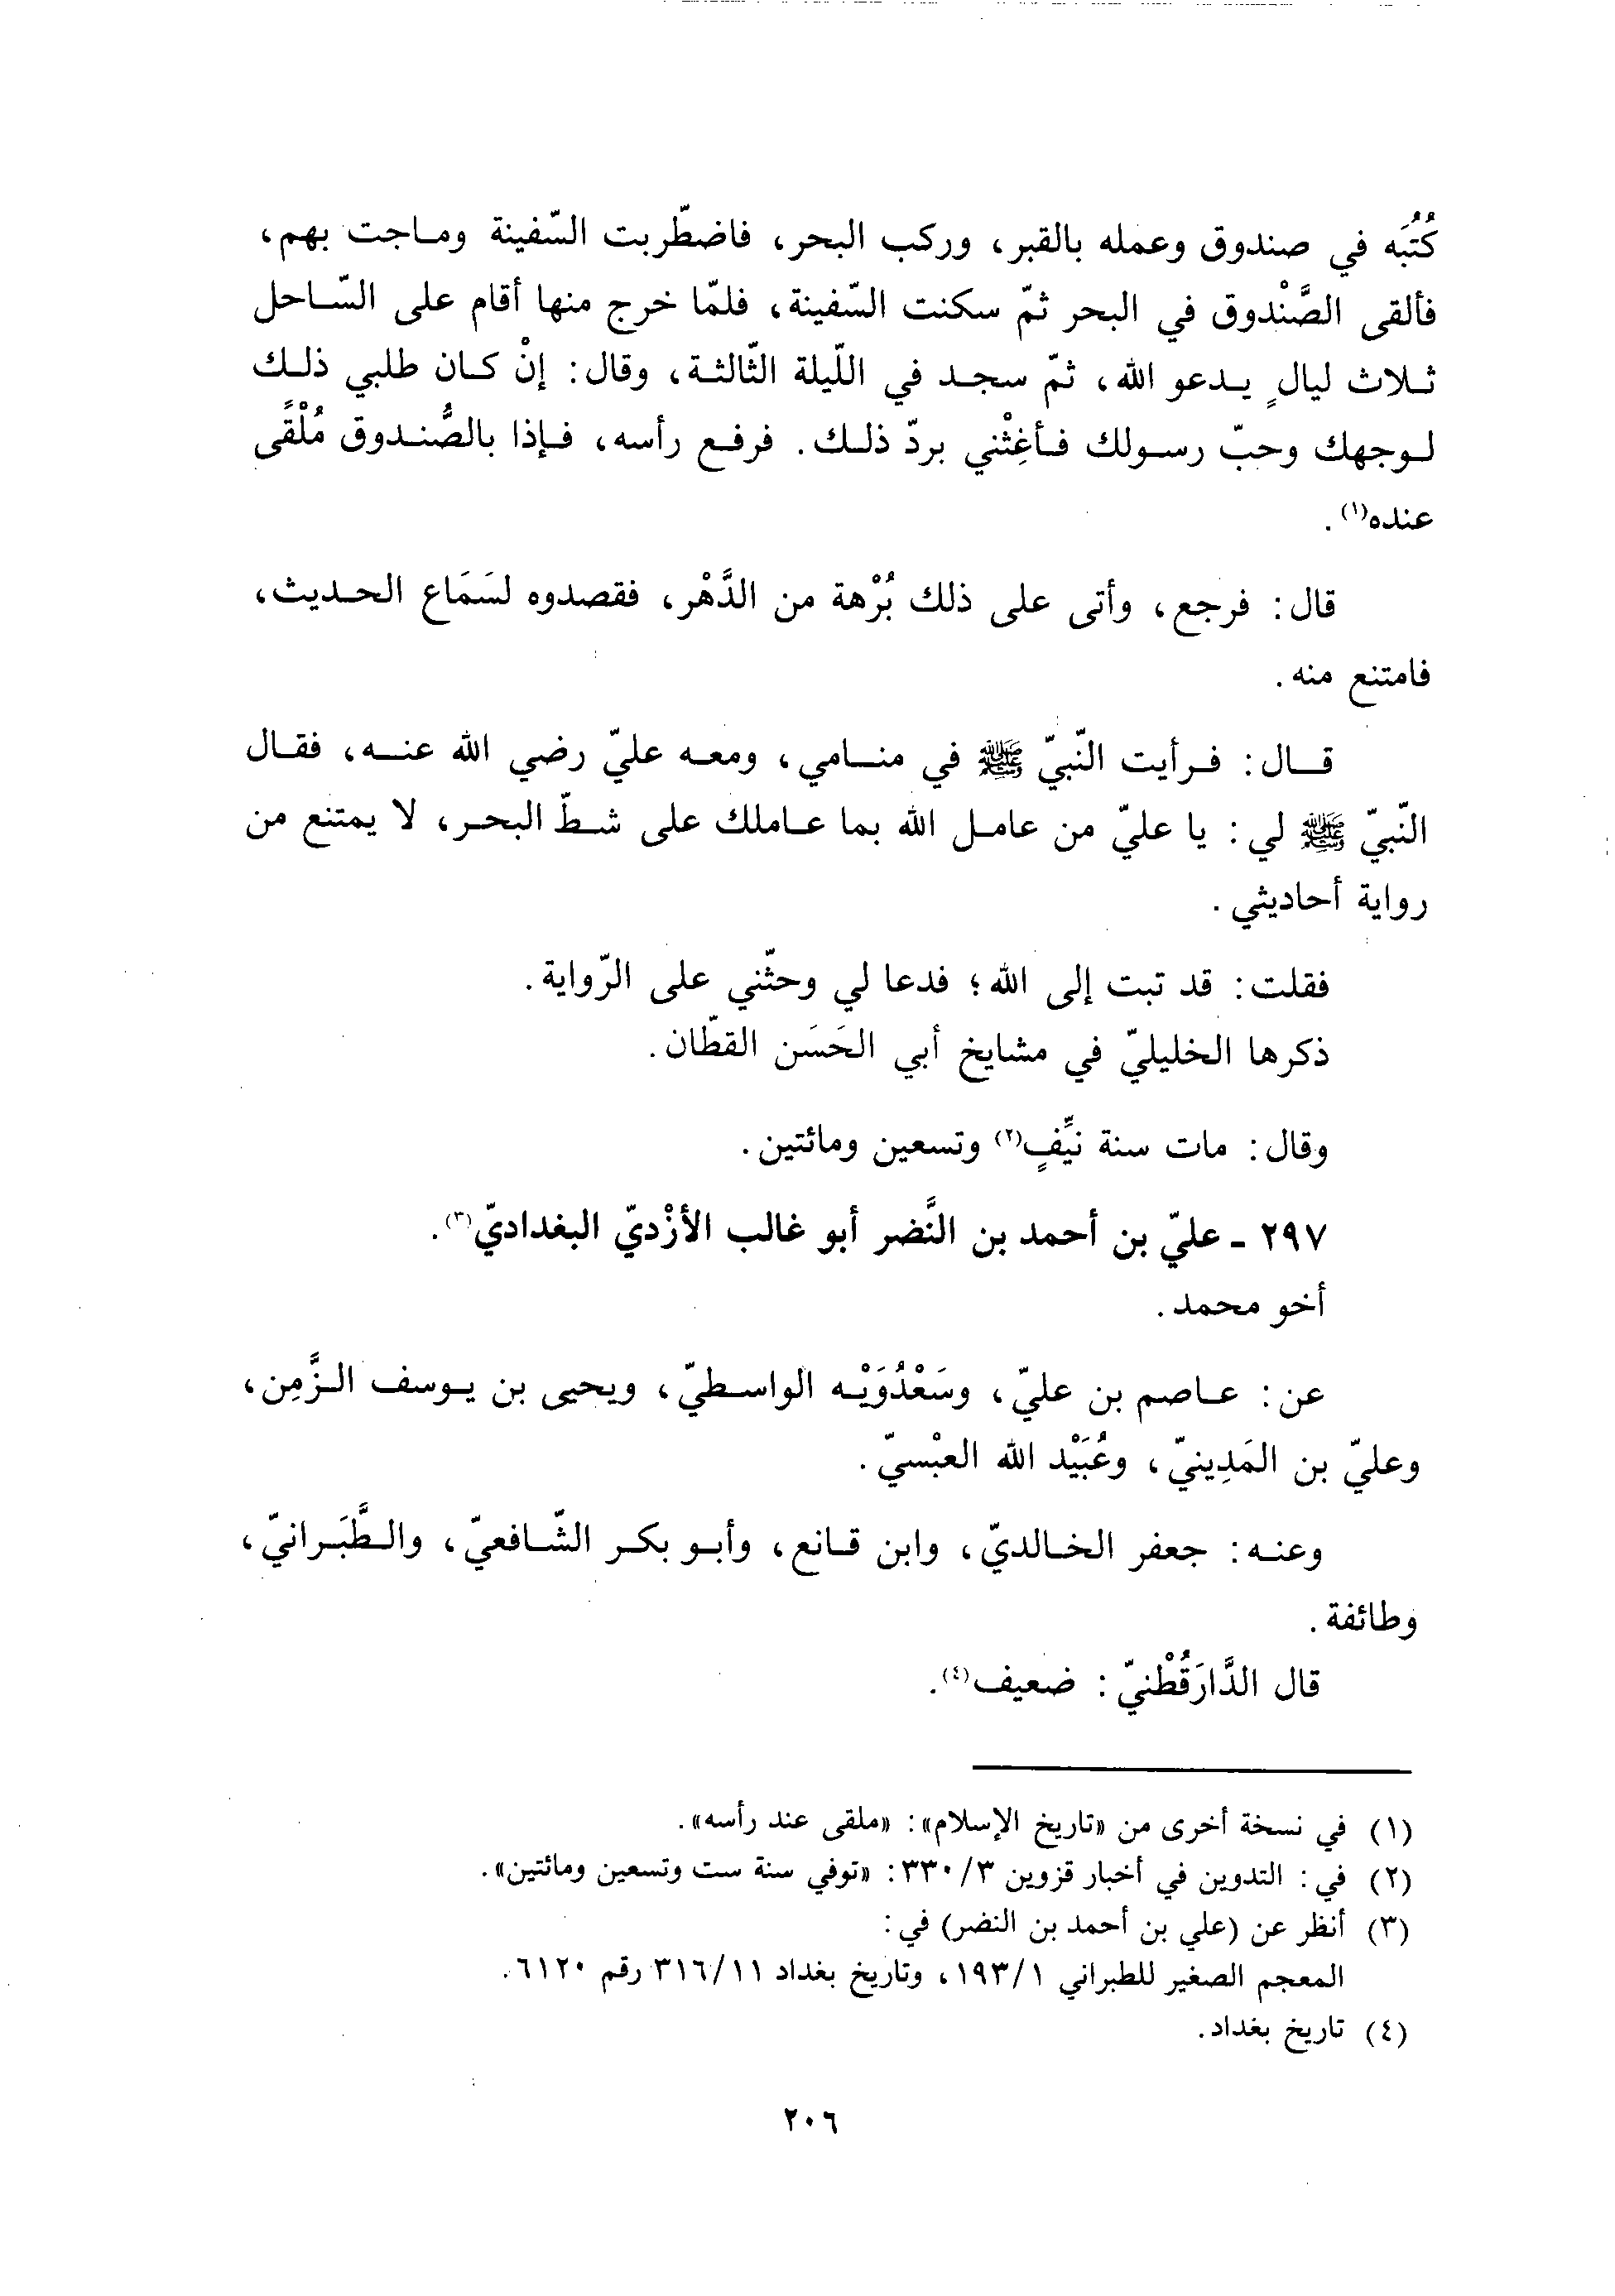 كُتُبَه في صندوق وعمله بالقبر، وركب البحر، فاضطّربت السّفينة وماجت بهم،
فألقى الصَّنْدوق في البحر ثمّ سكنت السّفينة، فلمّا خرج منها أقام على السّاحل
ثلاث ليالٍ يدعو الله، ثمّ سجد في اللّيلة الثّالثة، وقال: إنْ كان طلبي ذلك
لوجهك وحبّ رسولك فأغِثْني بردّ ذلك. فرفع رأسه، فإذا بالصُّندوق مُلْقًى
عنده(١).
قال: فرجع، وأتى على ذلك بُرْهة من الدَّهْر، فقصدوه لسَمَاع الحديث،
فامتنع منه.
قال: فرأيت النّبيّ ﷺ في منامي، ومعه عليّ رضي الله عنه، فقال
النّبيّ ﷺ لي: يا عليّ من عامل الله بما عاملك على شطّ البحر، لا يمتنع من
رواية أحاديثي.
فقلت: قد تبت إلى الله؛ فدعا لي وحثّني على الرّواية.
ذكرها الخليليّ في مشايخ أبي الحَسَن القطّان.
وقال: مات سنة نيِّفٍ(٢) وتسعين ومائتين.
٢٩٧ - عليّ بن أحمد بن النَّضر أبو غالب الأزْديّ البغداديّ(٣).
أخو محمد.
عن: عاصم بن عليّ، وسَعْدُوَيْه الواسطيّ، ويحيى بن يوسف الزَّمِن،
وعليّ بن المَدِينيّ، وعُبَيْد الله العبْسيّ.
وعنه: جعفر الخالديّ، وابن قانع، وأبو بكر الشّافعيّ، والطَّبَرانيّ،
وطائفة.
قال الدَّارَقُطْنيّ: ضعيف(٤).
(١) في نسخة أخرى من «تاريخ الإسلام»: «ملقى عند رأسه».
(٢) في: التدوين في أخبار قزوين ٣/ ٣٣٠: «توفي سنة ست وتسعين ومائتين».
(٣) أنظر عن (علي بن أحمد بن النضر) في:
المعجم الصغير للطبراني ١/ ١٩٣، وتاريخ بغداد ١١/ ٣١٦ رقم ٦١٢٠.
(٤) تاريخ بغداد.
٢٠٦